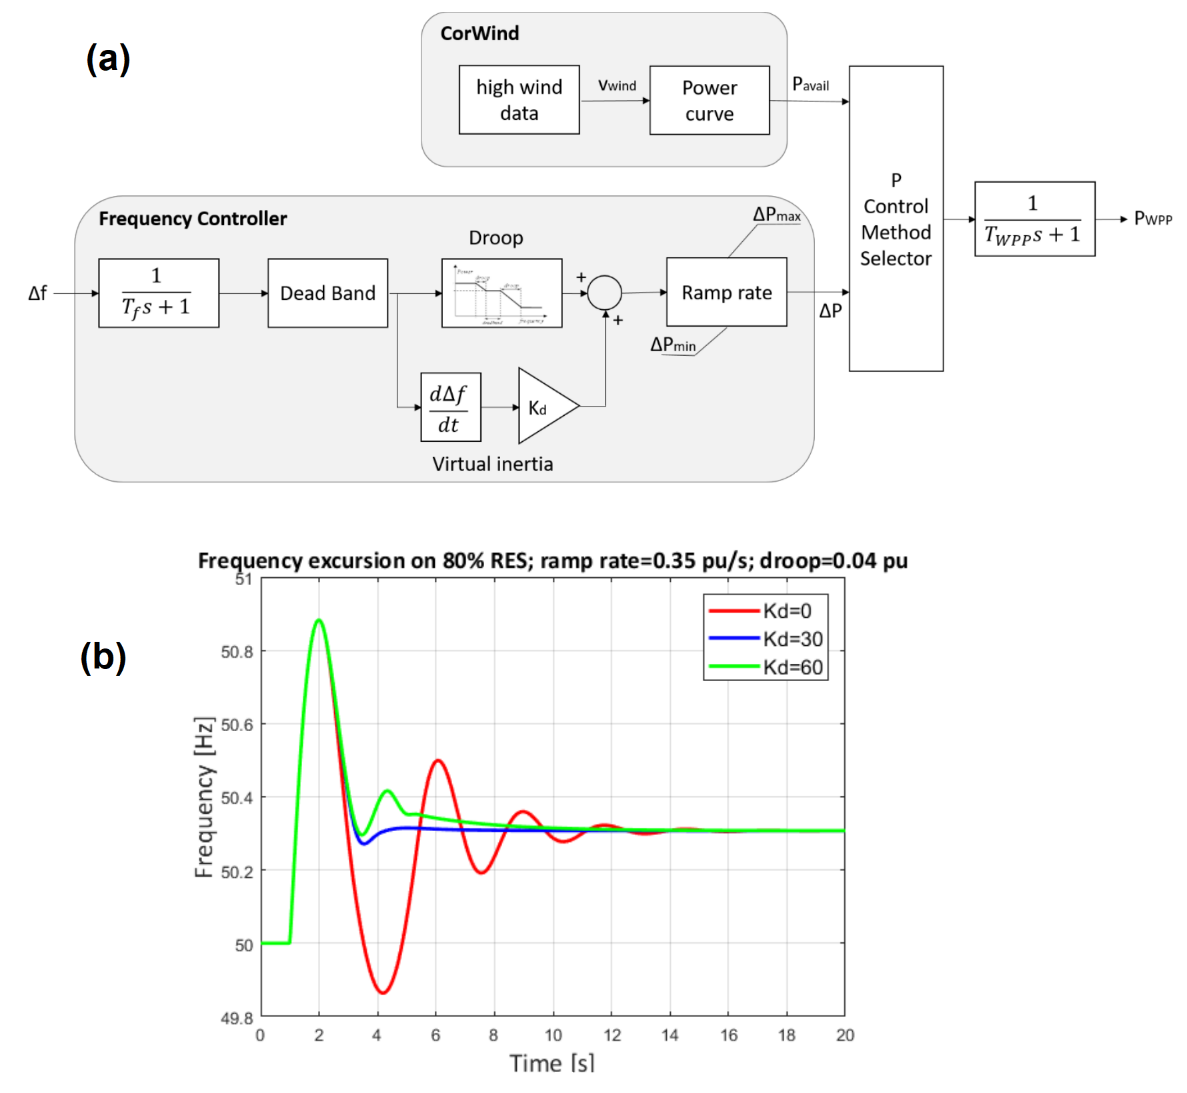 (a)
CorWind
high wind
data
Vwind
Power
curve
Pavail
P
Control
Method
Selector
1
TWPPs + 1
PWPP
Frequency Controller
Δf
1
Tfs + 1
Dead Band
Droop
+
+
ΔPmax
Ramp rate
ΔPmin
ΔP
dΔf
dt
Kd
Virtual inertia
(b)
Frequency excursion on 80% RES; ramp rate=0.35 pu/s; droop=0.04 pu
Kd=0
Kd=30
Kd=60
Frequency [Hz]
51
50.8
50.6
50.4
50.2
50
49.8
0 2 4 6 8 10 12 14 16 18 20
Time [s]